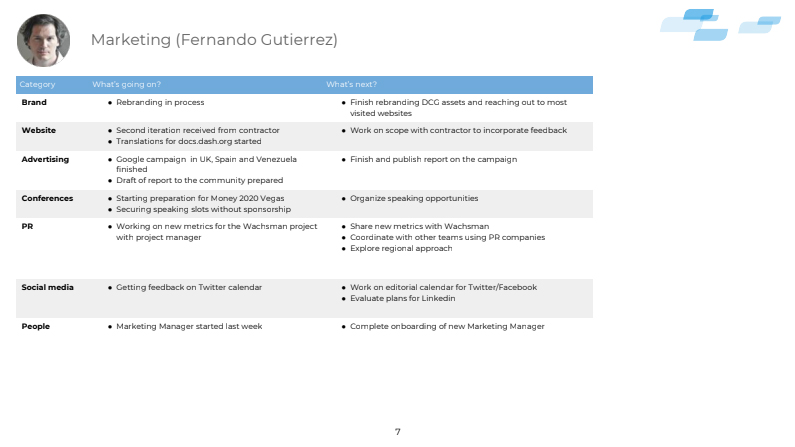 Marketing (Fernando Gutierrez)
Category What's going on? What's next?
Brand
● Rebranding in process
● Finish rebranding DCG assets and reaching out to most
visited websites
Website
● Second iteration received from contractor
● Translations for docs.dash.org started
● Work on scope with contractor to incorporate feedback
Advertising
● Google campaign in UK, Spain and Venezuela
finished
● Draft of report to the community prepared
● Finish and publish report on the campaign
Conferences
● Starting preparation for Money 2020 Vegas
● Securing speaking slots without sponsorship
● Organize speaking opportunities
PR
● Working on new metrics for the Wachsman project
with project manager
● Share new metrics with Wachsman
● Coordinate with other teams using PR companies
● Explore regional approach
Social media
● Getting feedback on Twitter calendar
● Work on editorial calendar for Twitter/Facebook
● Evaluate plans for Linkedin
People
● Marketing Manager started last week
● Complete onboarding of new Marketing Manager
7